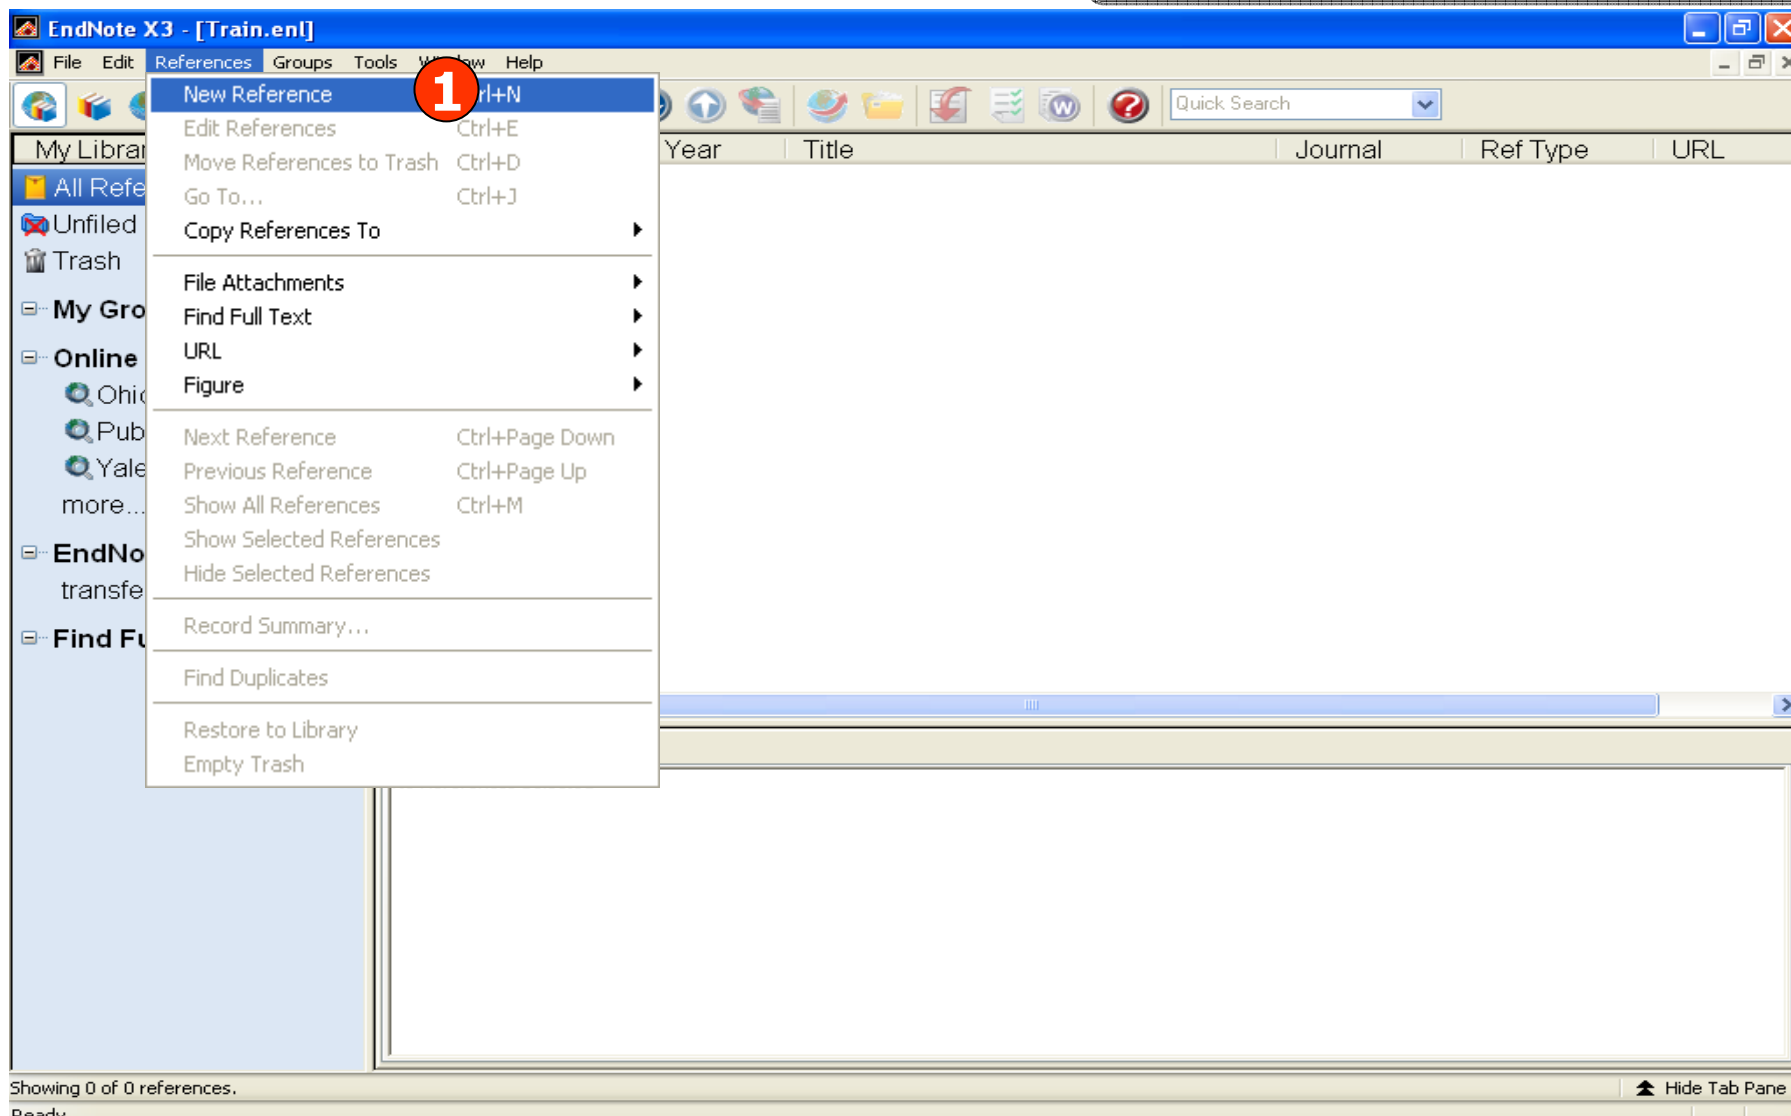 EndNote X3 - [Train.enl]
File Edit References Groups Tools Help
New Reference 1
Quick Search
Edit References Ctrl+E
Year Title Journal Ref Type URL
Move References to Trash Ctrl+D
Go To... Ctrl+J
Unfiled
Copy References To
Trash
File Attachments
My
Find Full Text
URL
Online
Figure
Next Reference Ctrl+Page Down
Previous Reference Ctrl+Page Up
more...
Show All References Ctrl+M
Show Selected References
Hide Selected References
Record Summary...
Find
Find Duplicates
Restore to Library
Empty Trash
Showing 0 of 0 references.
Hide Tab Pane
Ready